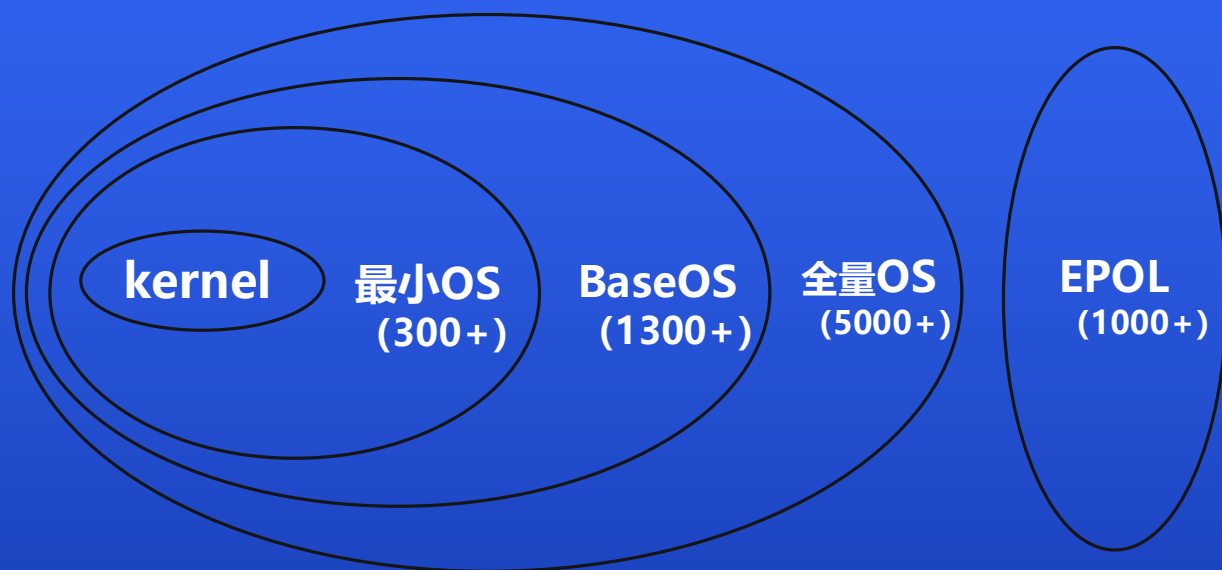 kernel
最小OS
(300+)
BaseOS
(1300+)
全量OS
(5000+)
EPOL
(1000+)